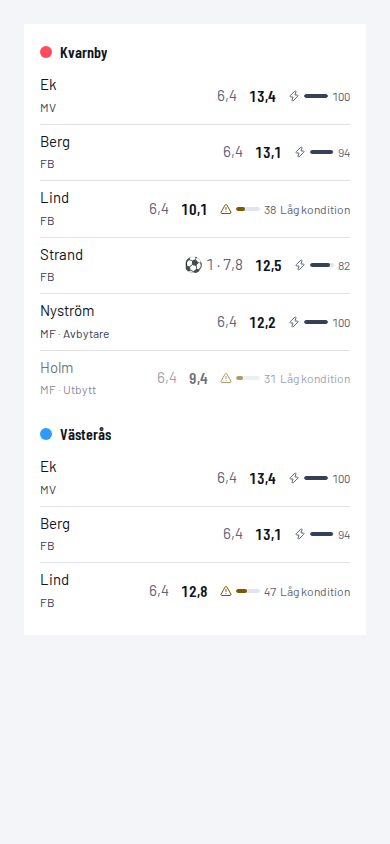 Kvarnby
Ek 6,4 13,4 100
MV
Berg 6,4 13,1 94
FB
Lind 6,4 10,1 38 Låg kondition
FB
Strand ⚽ 1 · 7,8 12,5 82
FB
Nyström 6,4 12,2 100
MF · Avbytare
Holm 6,4 9,4 31 Låg kondition
MF · Utbytt
Västerås
Ek 6,4 13,4 100
MV
Berg 6,4 13,1 94
FB
Lind 6,4 12,8 47 Låg kondition
FB